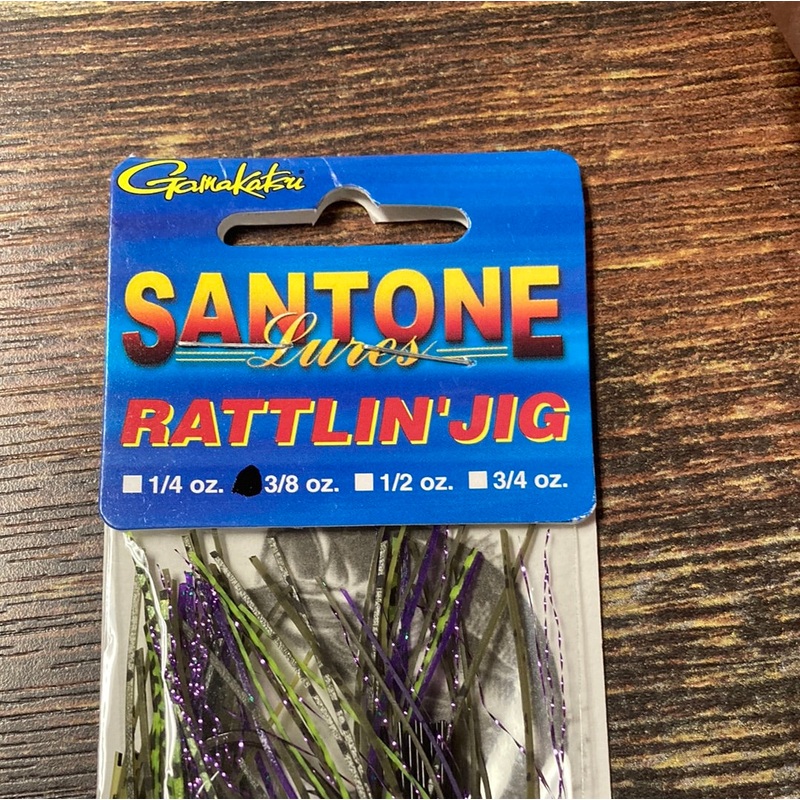 Gamakatsu
SANTONE
Lures
RATTLIN' JIG
1/4 oz. 3/8 oz. 1/2 oz. 3/4 oz.